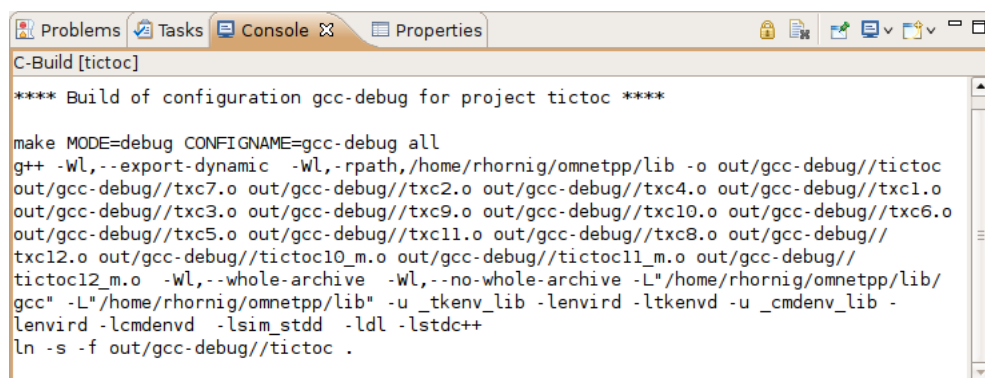 Problems Tasks Console Properties
C-Build [tictoc]
**** Build of configuration gcc-debug for project tictoc ****
make MODE=debug CONFIGNAME=gcc-debug all
g++ -Wl,--export-dynamic  -Wl,-rpath,/home/rhornig/omnetpp/lib -o out/gcc-debug//tictoc
out/gcc-debug//txc7.o out/gcc-debug//txc2.o out/gcc-debug//txc4.o out/gcc-debug//txc1.o
out/gcc-debug//txc3.o out/gcc-debug//txc9.o out/gcc-debug//txc10.o out/gcc-debug//txc6.o
out/gcc-debug//txc5.o out/gcc-debug//txc11.o out/gcc-debug//txc8.o out/gcc-debug//
txc12.o out/gcc-debug//tictoc10_m.o out/gcc-debug//tictoc11_m.o out/gcc-debug//
tictoc12_m.o  -Wl,--whole-archive  -Wl,--no-whole-archive -L"/home/rhornig/omnetpp/lib/
gcc" -L"/home/rhornig/omnetpp/lib" -u _tkenv_lib -lenvird -ltkenvd -u _cmdenv_lib -
lenvird -lcmdenvd  -lsim_stdd  -ldl -lstdc++
ln -s -f out/gcc-debug//tictoc .